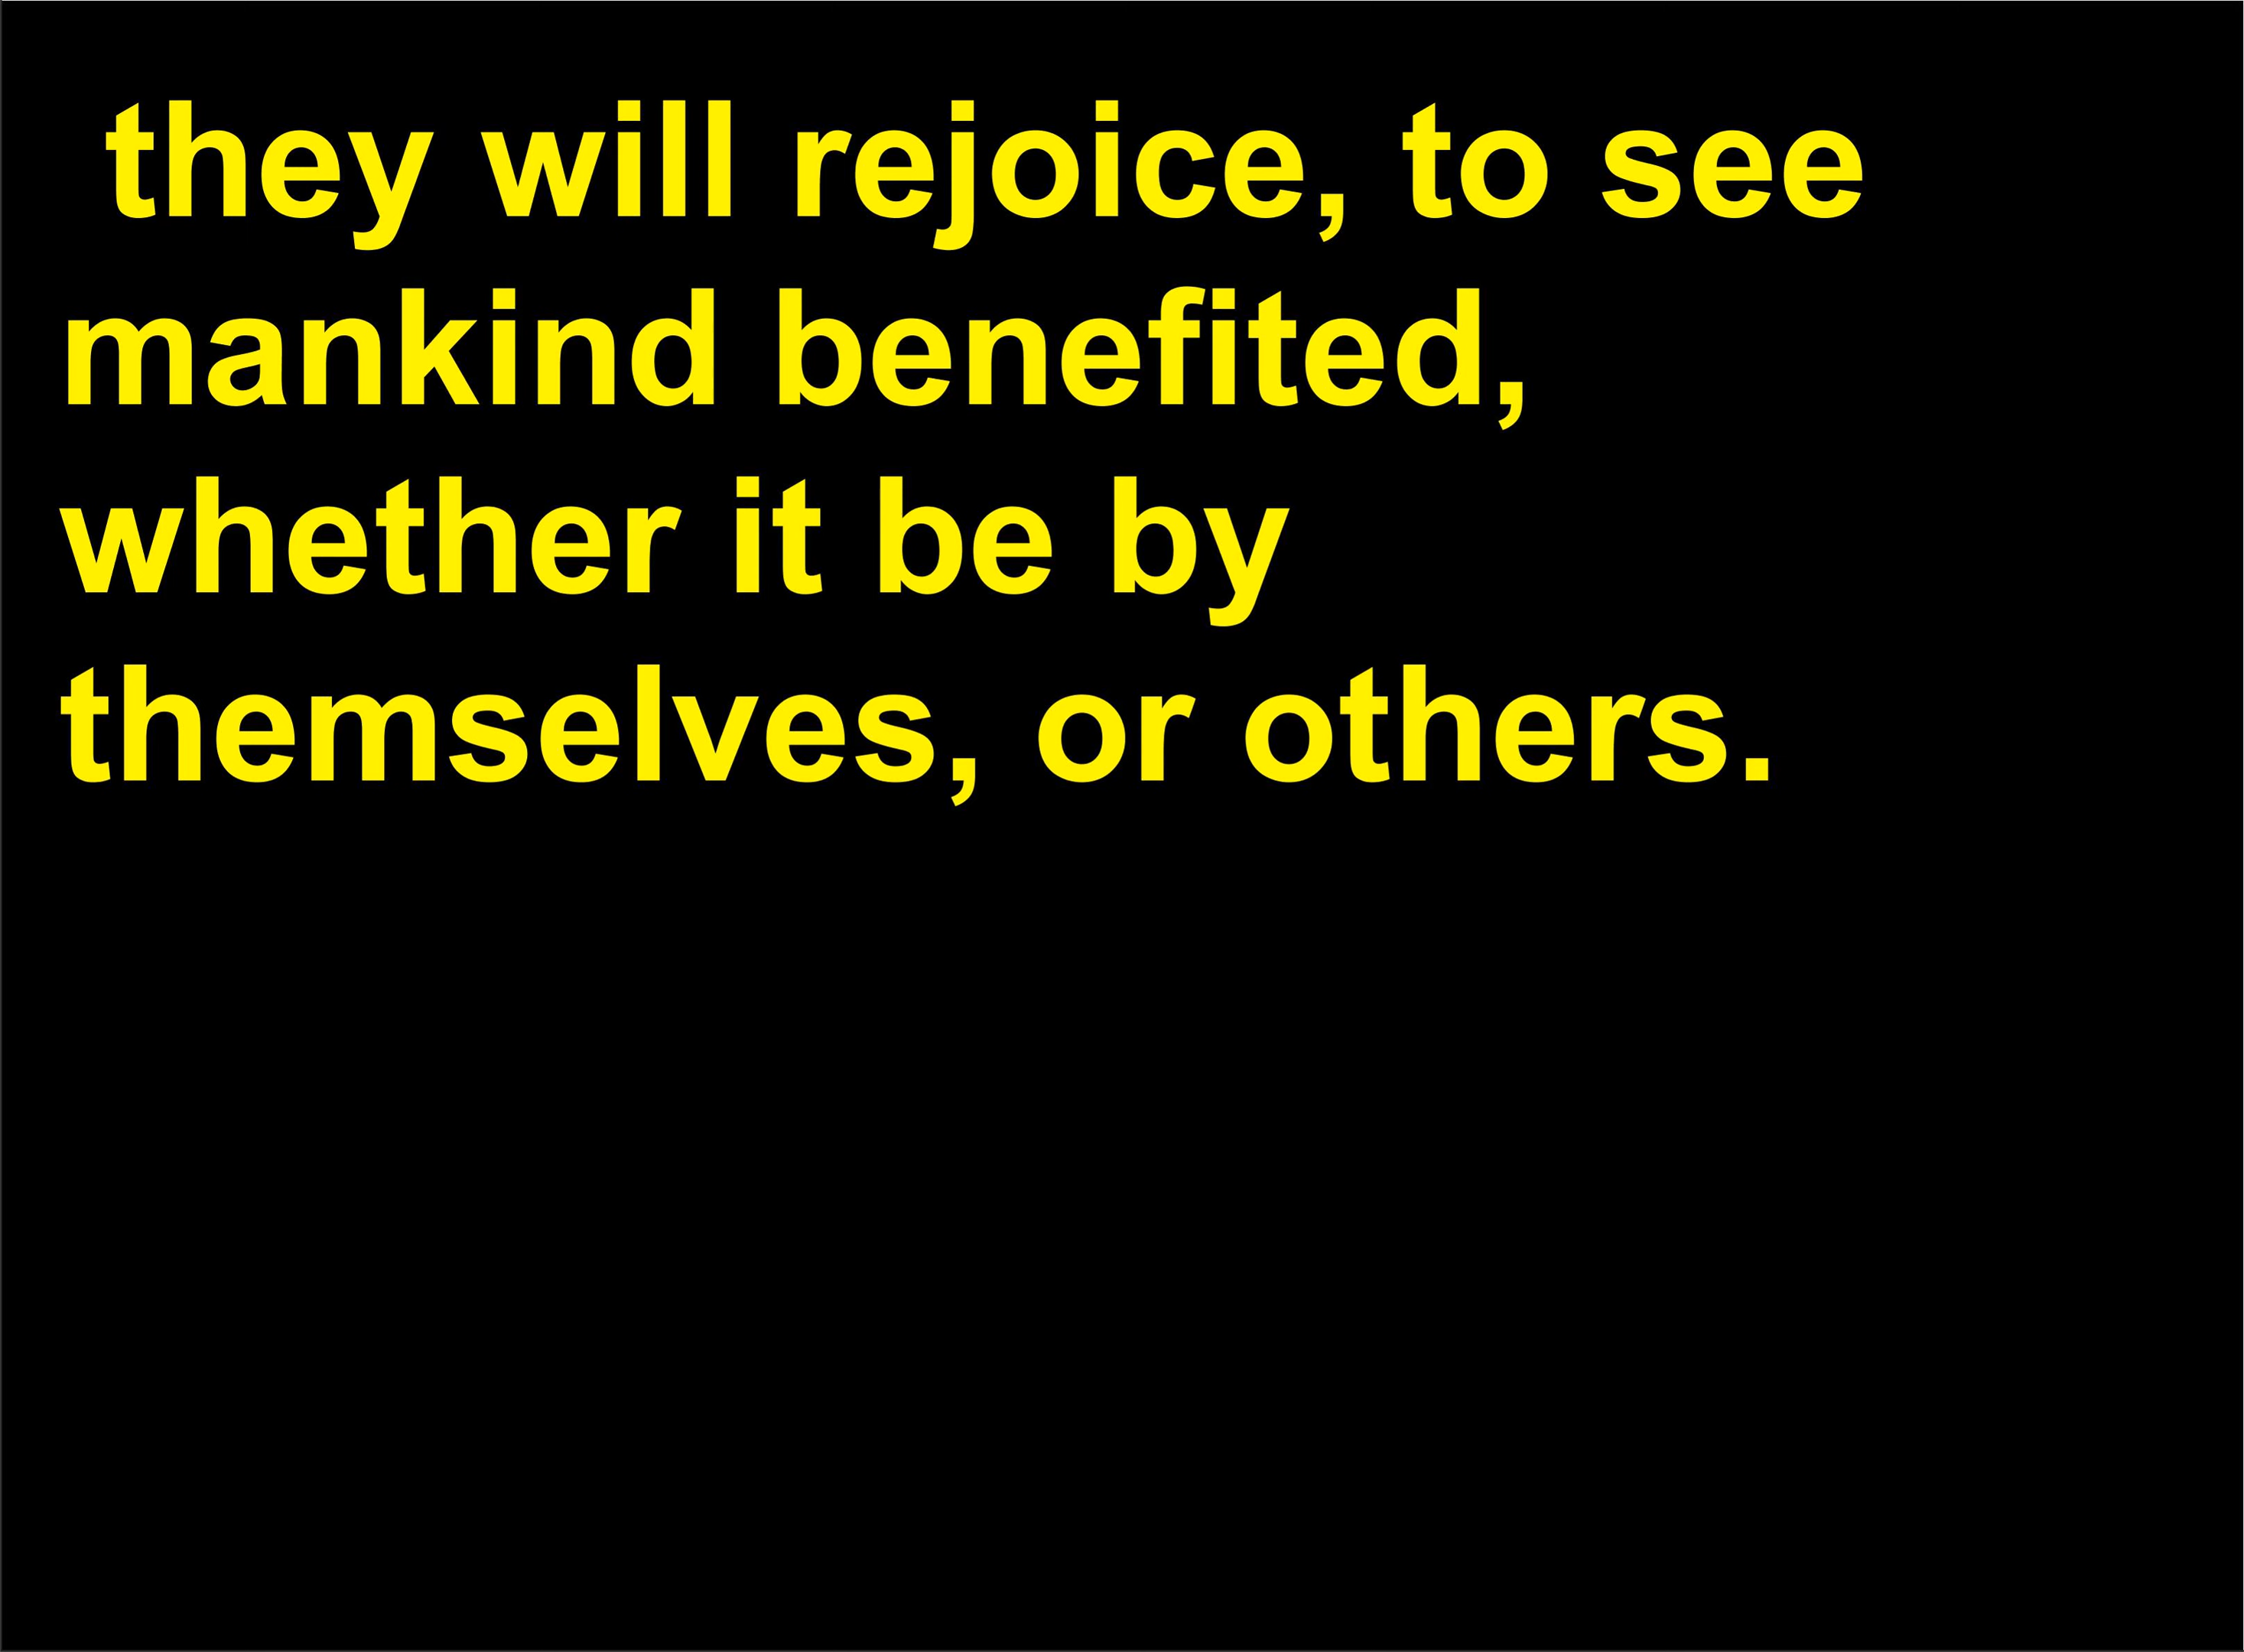 they will rejoice, to see
mankind benefited,
whether it be by
themselves, or others.